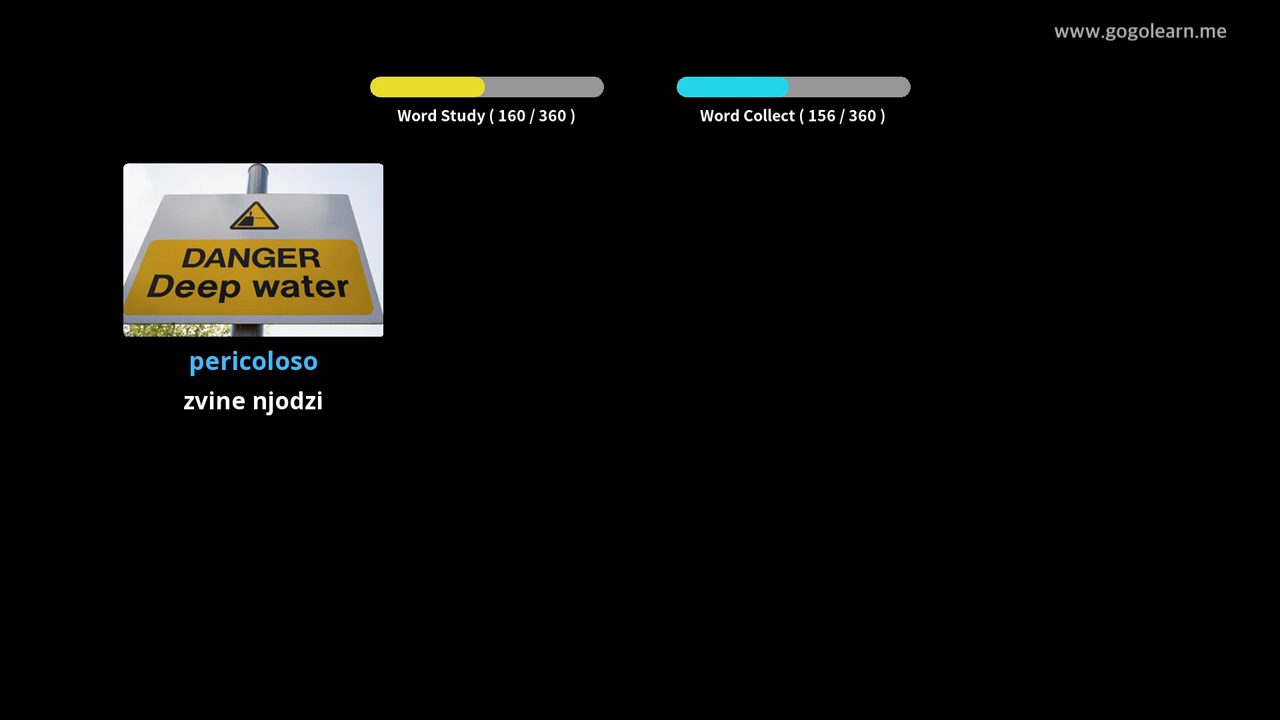 www.gogolearn.me
Word Study ( 160 / 360 )
Word Collect ( 156 / 360 )
DANGER
Deep water
pericoloso
zvine njodzi